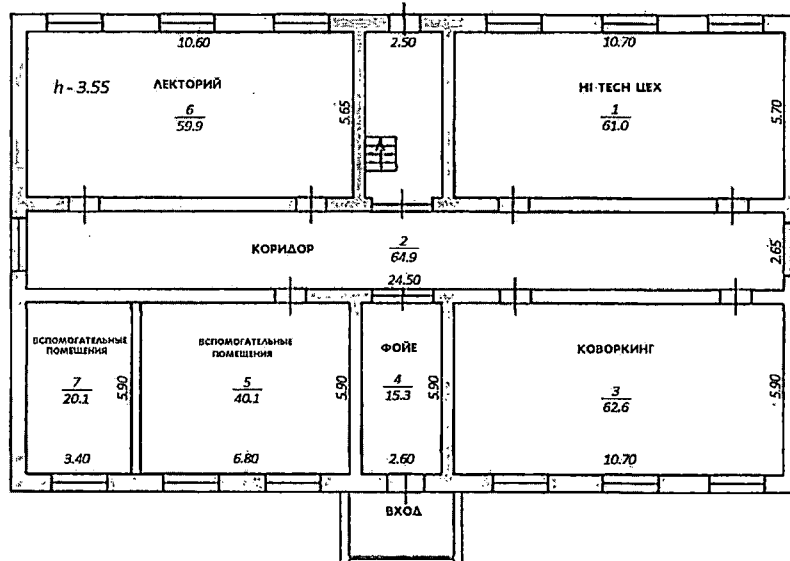 10.60
2.50
10.70
h - 3.55
ЛЕКТОРИЙ
6
59.9
5.65
HI-TECH ЦЕХ
1
61.0
5.70
КОРИДОР
2
64.9
24.50
2.65
ВСПОМОГАТЕЛЬНЫЕ
ПОМЕЩЕНИЯ
7
20.1
5.90
3.40
ВСПОМОГАТЕЛЬНЫЕ
ПОМЕЩЕНИЯ
5
40.1
5.90
6.80
ФОЙЕ
4
15.3
5.90
2.60
КОВОРКИНГ
3
62.6
5.90
10.70
ВХОД